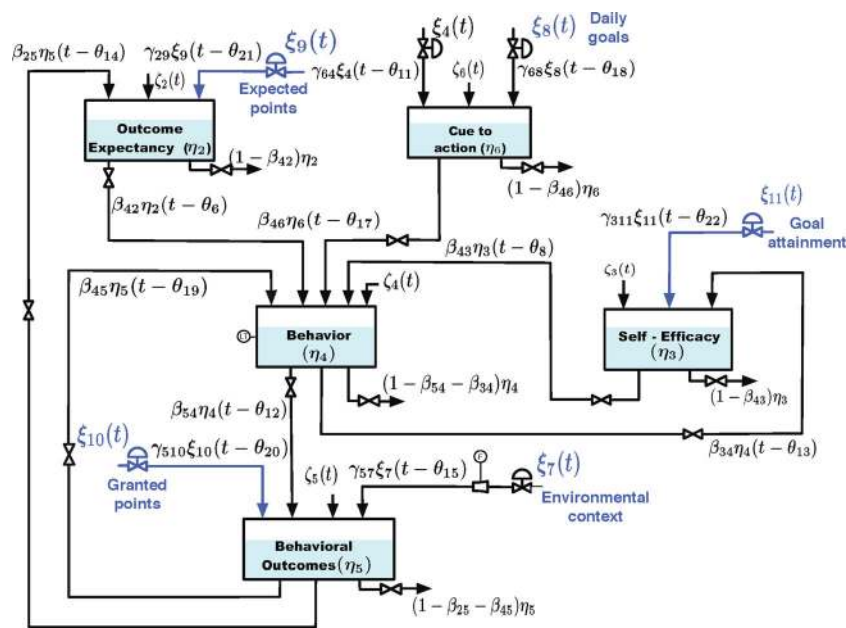 ξ₄(t)
ξ₈(t)
Daily
goals
β₂₅η₅(t − θ₁₄)
γ₂₉ξ₉(t − θ₂₁)
ξ₉(t)
ζ₂(t)
Expected
points
γ₆₄ξ₄(t − θ₁₁)
ζ₆(t)
γ₆₈ξ₈(t − θ₁₈)
Outcome
Expectancy (η₂)
Cue to
action (η₆)
(1 − β₄₂)η₂
(1 − β₄₆)η₆
β₄₂η₂(t − θ₆)
β₄₆η₆(t − θ₁₇)
β₄₃η₃(t − θ₈)
γ₃₁₁ξ₁₁(t − θ₂₂)
ξ₁₁(t)
Goal
attainment
β₄₅η₅(t − θ₁₉)
ζ₄(t)
ζ₃(t)
LT
Behavior
(η₄)
Self - Efficacy
(η₃)
(1 − β₅₄ − β₃₄)η₄
(1 − β₄₃)η₃
β₅₄η₄(t − θ₁₂)
β₃₄η₄(t − θ₁₃)
ξ₁₀(t)
γ₅₁₀ξ₁₀(t − θ₂₀)
Granted
points
ζ₅(t)
γ₅₇ξ₇(t − θ₁₅)
F
ξ₇(t)
Environmental
context
Behavioral
Outcomes(η₅)
(1 − β₂₅ − β₄₅)η₅